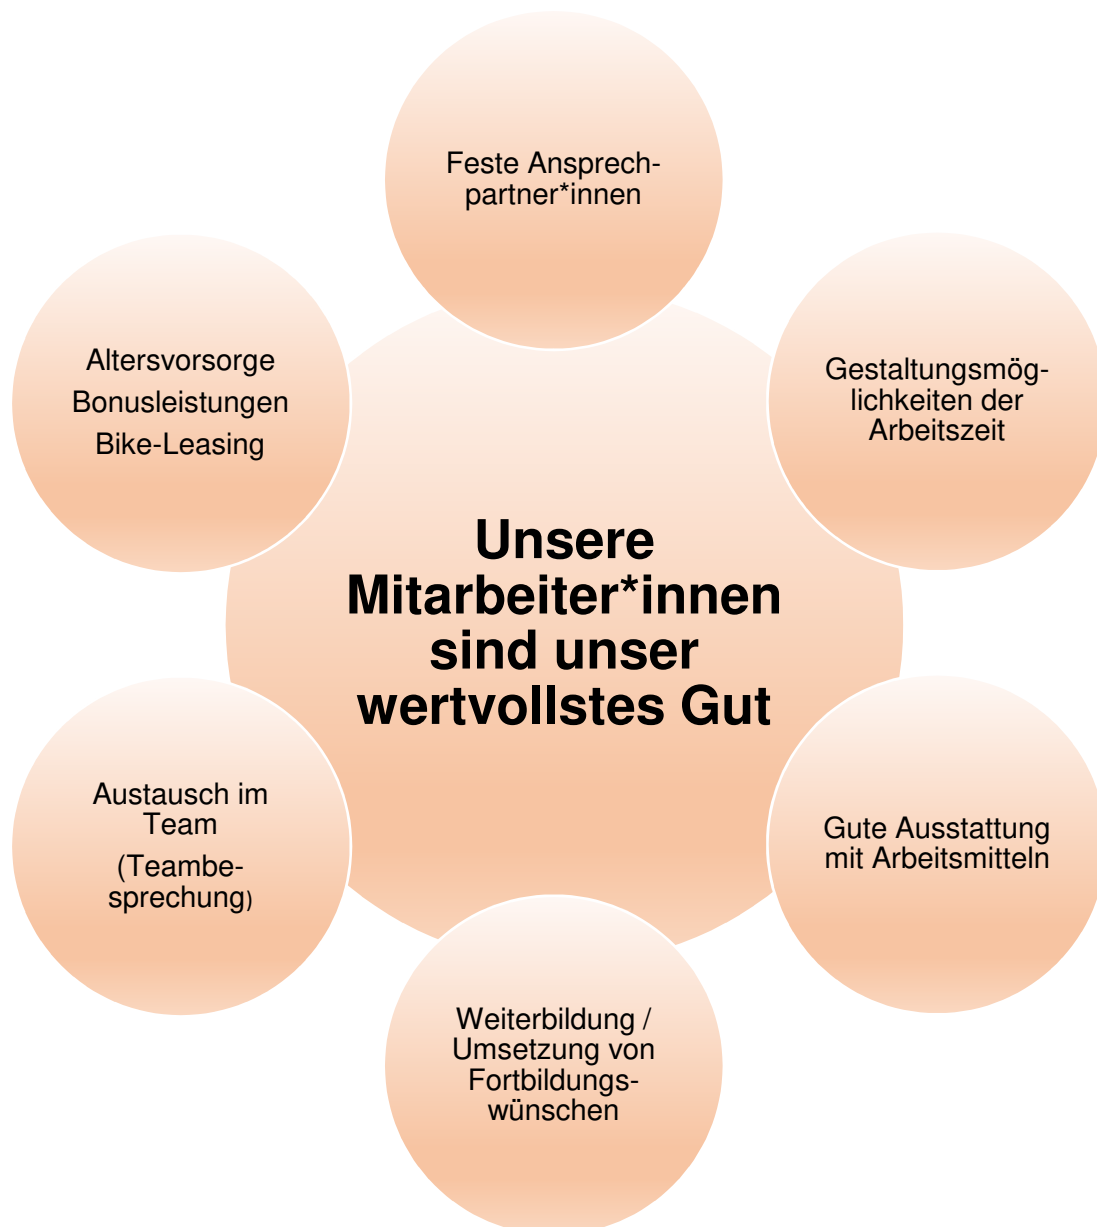 Feste Ansprech-
partner*innen
Altersvorsorge
Bonusleistungen
Bike-Leasing
Gestaltungsmög-
lichkeiten der
Arbeitszeit
Unsere
Mitarbeiter*innen
sind unser
wertvollstes Gut
Austausch im
Team
(Teambe-
sprechung)
Gute Ausstattung
mit Arbeitsmitteln
Weiterbildung /
Umsetzung von
Fortbildungs-
wünschen